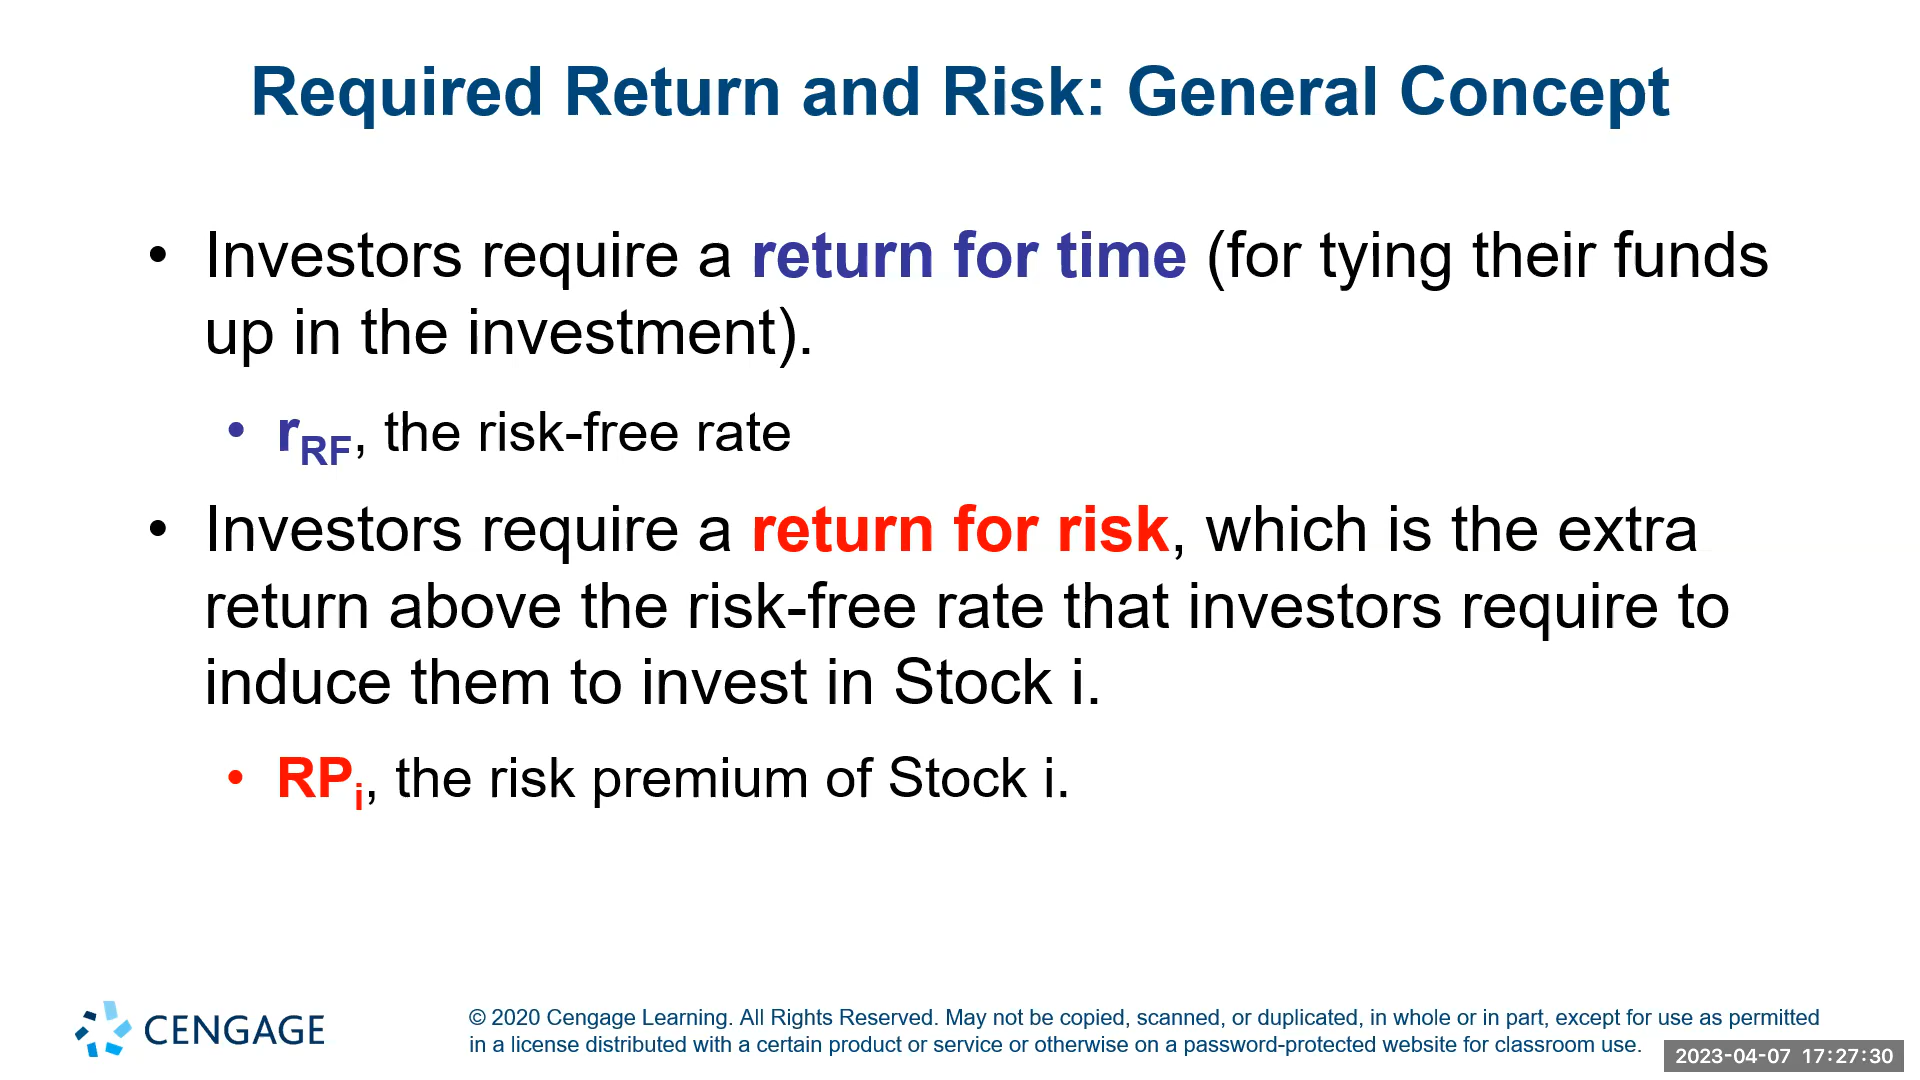 Required Return and Risk: General Concept
• Investors require a return for time (for tying their funds
up in the investment).
• rRF, the risk-free rate
• Investors require a return for risk, which is the extra
return above the risk-free rate that investors require to
induce them to invest in Stock i.
• RPi, the risk premium of Stock i.
CENGAGE
© 2020 Cengage Learning. All Rights Reserved. May not be copied, scanned, or duplicated, in whole or in part, except for use as permitted
in a license distributed with a certain product or service or otherwise on a password-protected website for classroom use.
2023-04-07 17:27:30